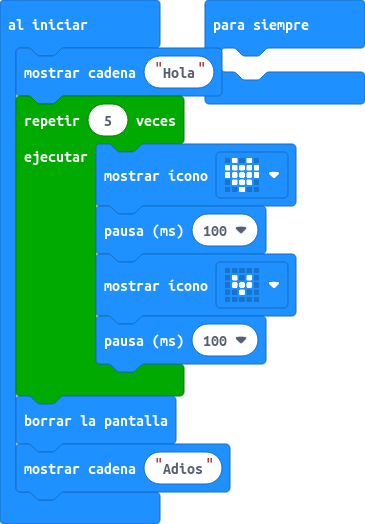 al iniciar
para siempre
mostrar cadena "Hola"
repetir 5 veces
ejecutar
mostrar icono
pausa (ms) 100
mostrar icono
pausa (ms) 100
borrar la pantalla
mostrar cadena "Adios"